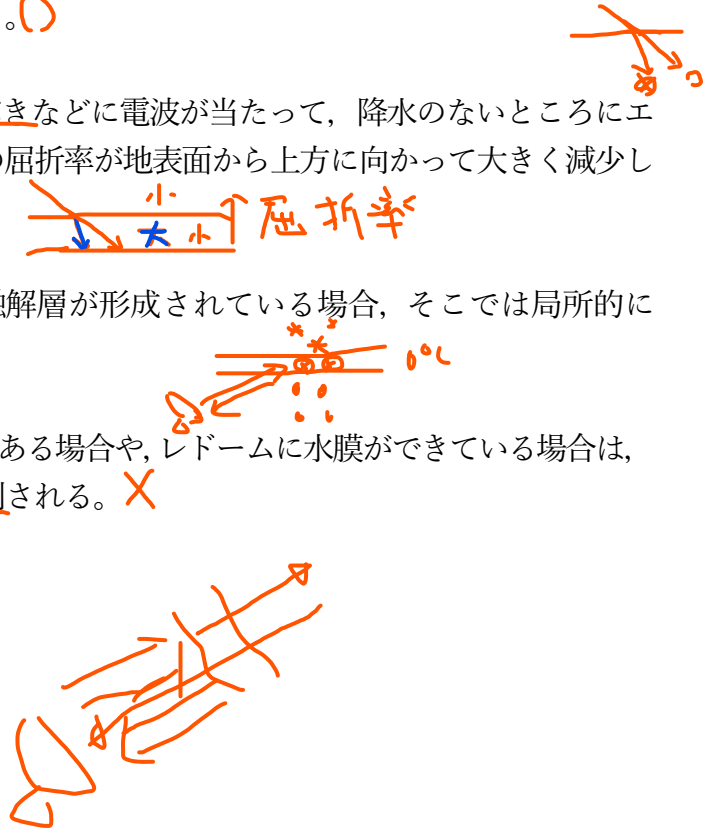 。
きなどに電波が当たって，降水のないところにエ
屈折率が地表面から上方に向かって大きく減少し
小
大 小 屈折率
解層が形成されている場合，そこでは局所的に
0℃
ある場合や，レドームに水膜ができている場合は，
される。×